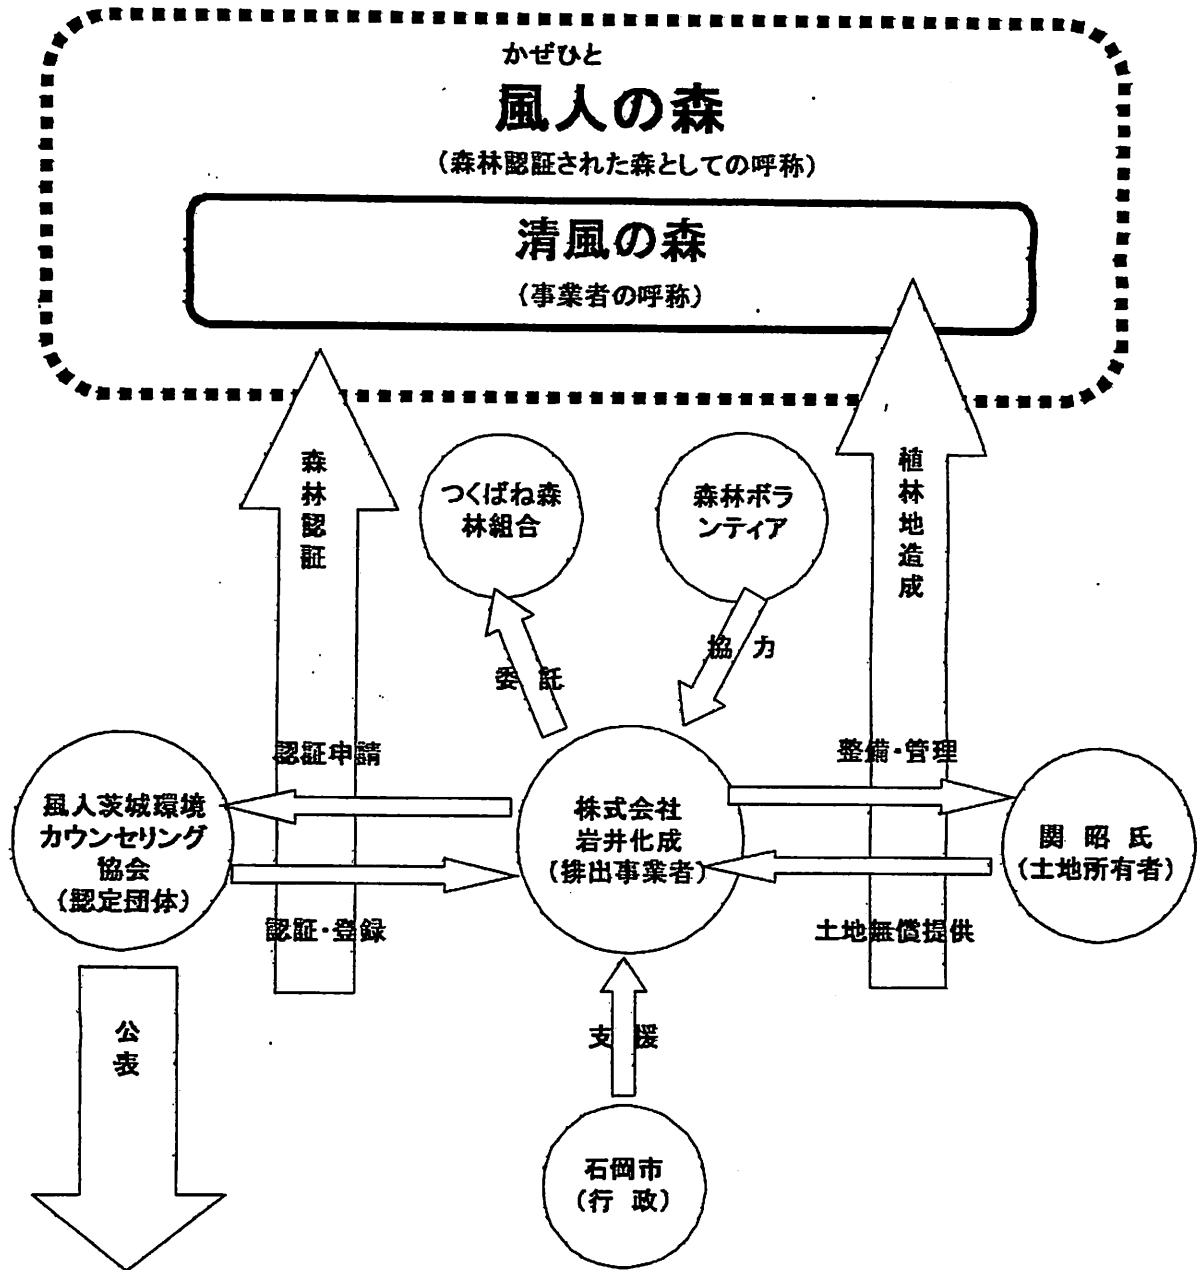 かぜひと
風人の森
(森林認証された森としての呼称)
清風の森
(事業者の呼称)
森林認証
つくばね森
林組合
森林ボラ
ンティア
植林地造成
委託
協力
認証申請
整備・管理
風人茨城環境
カウンセリング
協会
(認定団体)
株式会社
岩井化成
(排出事業者)
関 昭氏
(土地所有者)
認証・登録
土地無償提供
公表
支援
石岡市
(行 政)